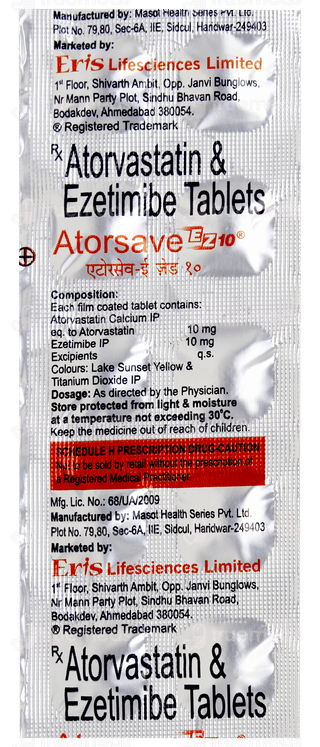 Manufactured by: Masot Health Series Pvt. Ltd.
Plot No. 79,80, Sec-6A, IIE, Sidcul, Haridwar-249403
Marketed by:
Eris Lifesciences Limited
1st Floor, Shivarth Ambit, Opp. Janvi Bunglows,
Nr Mann Party Plot, Sindhu Bhavan Road,
Bodakdev, Ahmedabad 380054.
® Registered Trademark
Rx Atorvastatin &
Ezetimibe Tablets
Atorsave EZ 10®
एटोरसेव-ई ज़ेड १०
Composition:
Each film coated tablet contains:
Atorvastatin Calcium IP
eq. to Atorvastatin 10 mg
Ezetimibe IP 10 mg
Excipients q.s.
Colours: Lake Sunset Yellow &
Titanium Dioxide IP
Dosage: As directed by the Physician.
Store protected from light & moisture
at a temperature not exceeding 30°C.
Keep the medicine out of reach of children.
SCHEDULE H PRESCRIPTION DRUG-CAUTION
Not to be sold by retail without the prescription of
a Registered Medical Practitioner.
Mfg. Lic. No.: 68/UA/2009
Manufactured by: Masot Health Series Pvt. Ltd.
Plot No. 79,80, Sec-6A, IIE, Sidcul, Haridwar-249403
Marketed by:
Eris Lifesciences Limited
1st Floor, Shivarth Ambit, Opp. Janvi Bunglows,
Nr Mann Party Plot, Sindhu Bhavan Road,
Bodakdev, Ahmedabad 380054.
® Registered Trademark
Rx Atorvastatin &
Ezetimibe Tablets